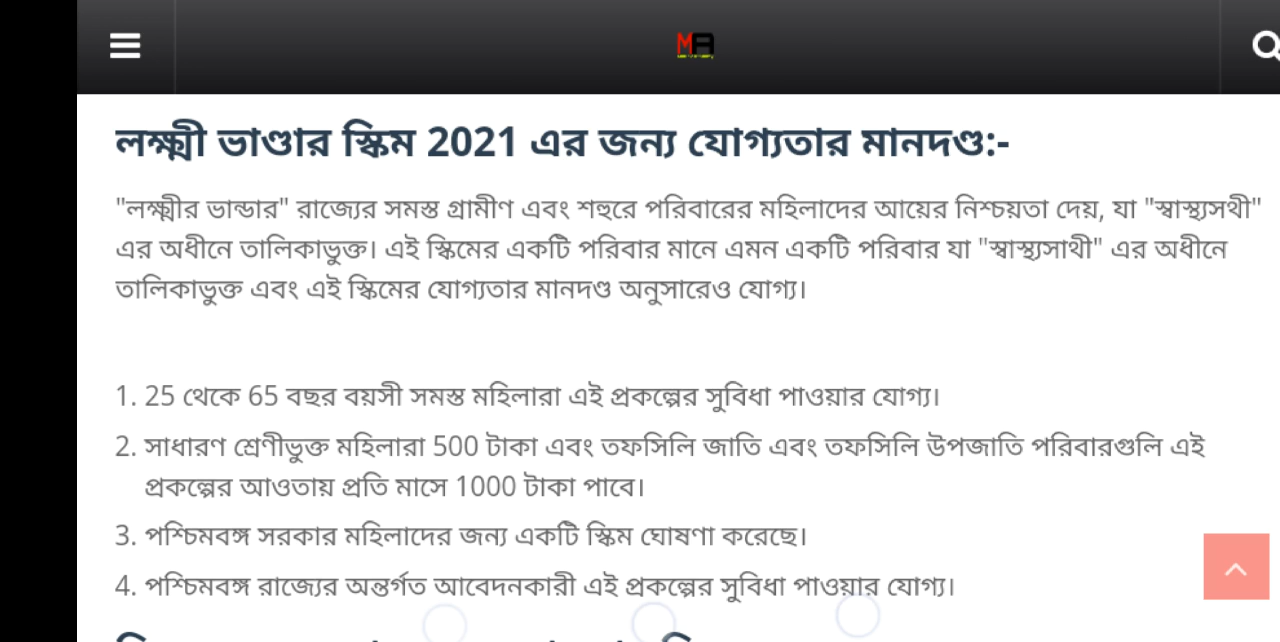 MA
লক্ষ্মী ভাণ্ডার স্কিম 2021 এর জন্য যোগ্যতার মানদণ্ড:-
"লক্ষ্মীর ভান্ডার" রাজ্যের সমস্ত গ্রামীণ এবং শহুরে পরিবারের মহিলাদের আয়ের নিশ্চয়তা দেয়, যা "স্বাস্থ্যসথী"
এর অধীনে তালিকাভুক্ত। এই স্কিমের একটি পরিবার মানে এমন একটি পরিবার যা "স্বাস্থ্যসাথী" এর অধীনে
তালিকাভুক্ত এবং এই স্কিমের যোগ্যতার মানদণ্ড অনুসারেও যোগ্য।
1. 25 থেকে 65 বছর বয়সী সমস্ত মহিলারা এই প্রকল্পের সুবিধা পাওয়ার যোগ্য।
2. সাধারণ শ্রেণীভুক্ত মহিলারা 500 টাকা এবং তফসিলি জাতি এবং তফসিলি উপজাতি পরিবারগুলি এই
প্রকল্পের আওতায় প্রতি মাসে 1000 টাকা পাবে।
3. পশ্চিমবঙ্গ সরকার মহিলাদের জন্য একটি স্কিম ঘোষণা করেছে।
4. পশ্চিমবঙ্গ রাজ্যের অন্তর্গত আবেদনকারী এই প্রকল্পের সুবিধা পাওয়ার যোগ্য।